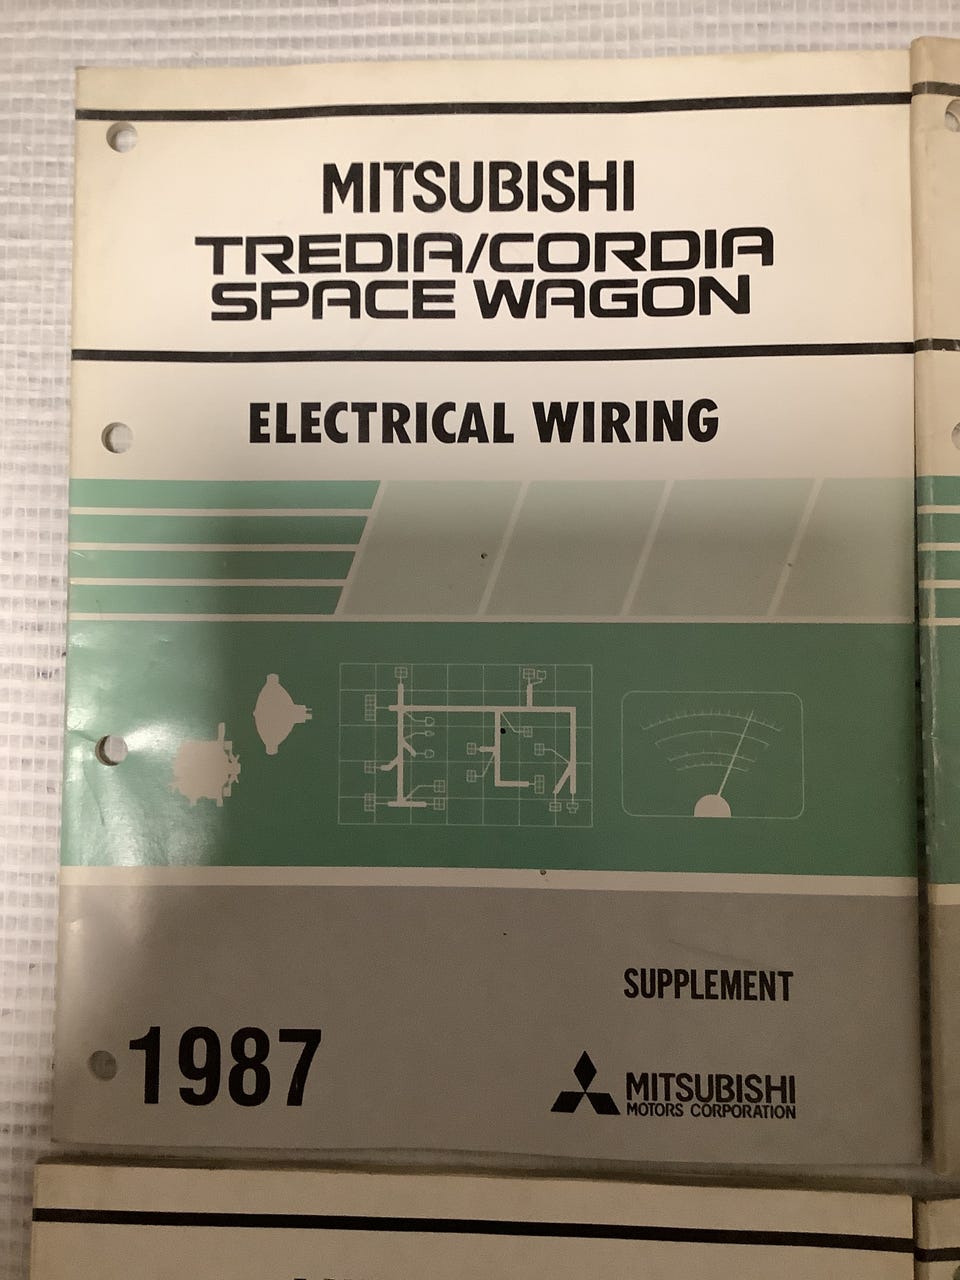 MITSUBISHI
TREDIA/CORDIA
SPACE WAGON
ELECTRICAL WIRING
SUPPLEMENT
1987
MITSUBISHI
MOTORS CORPORATION